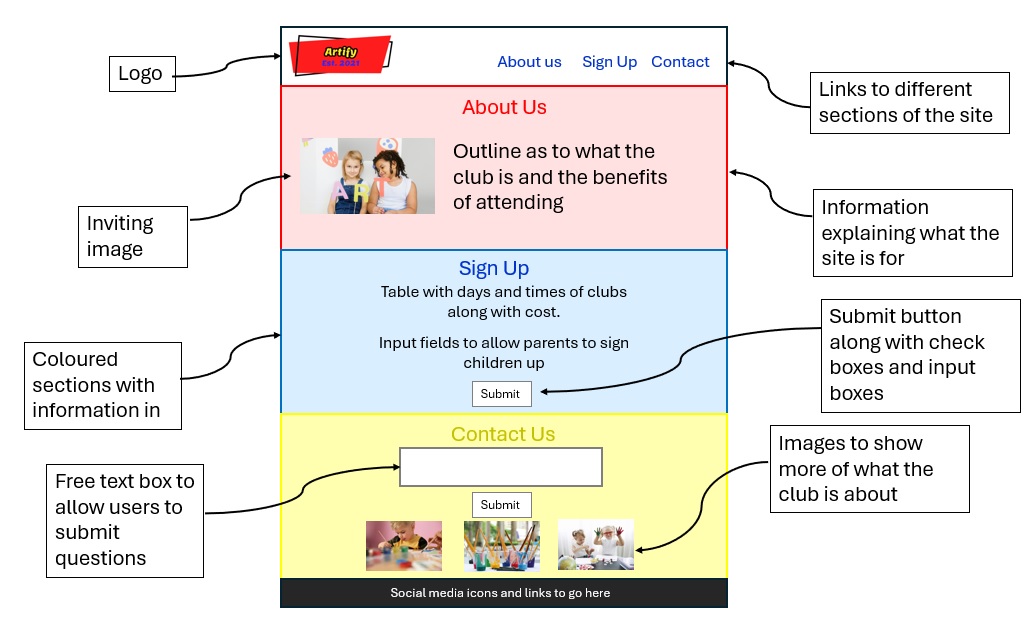 Artify
Est. 2021
About us
Sign Up
Contact
Logo
Links to different
sections of the site
About Us
Outline as to what the
club is and the benefits
of attending
ART
Inviting
image
Information
explaining what the
site is for
Sign Up
Table with days and times of clubs
along with cost.
Input fields to allow parents to sign
children up
Submit
Submit button
along with check
boxes and input
boxes
Coloured
sections with
information in
Contact Us
Submit
Free text box to
allow users to
submit
questions
Images to show
more of what the
club is about
Social media icons and links to go here